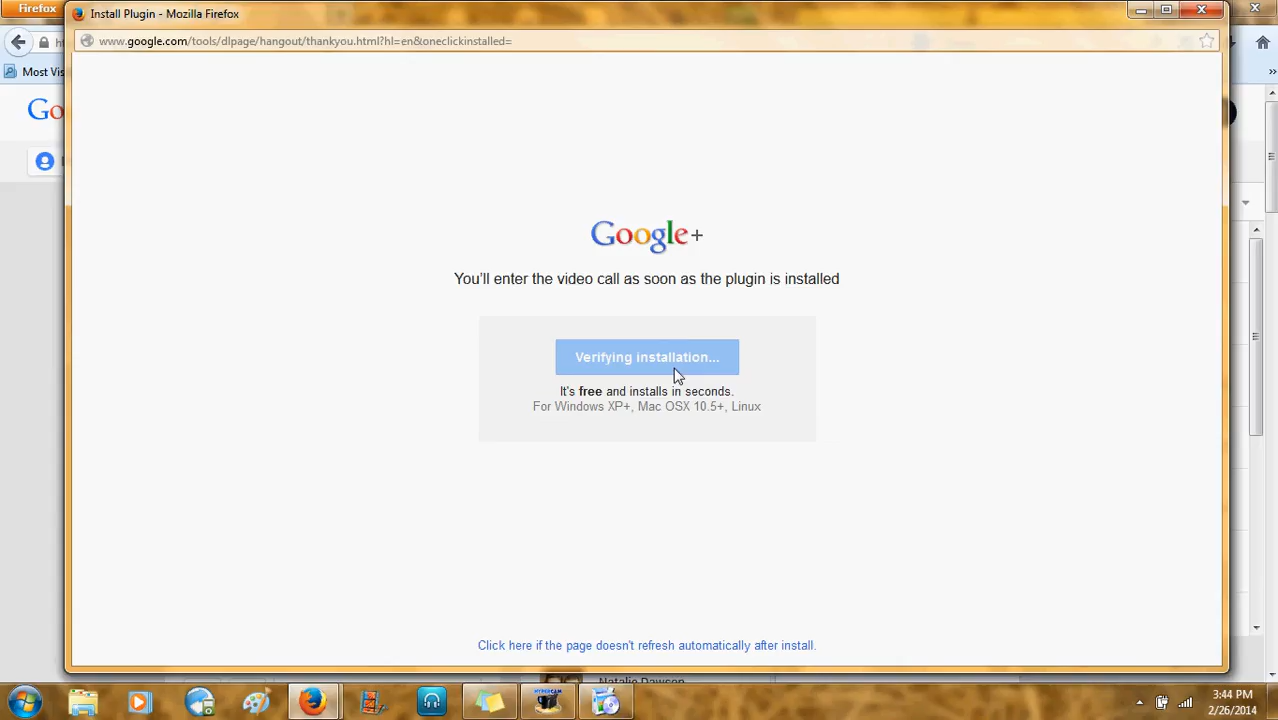 Firefox
Install Plugin - Mozilla Firefox
www.google.com/tools/dlpage/hangout/thankyou.html?hl=en&oneclickinstalled=
Most Vis
Go
Google+
You'll enter the video call as soon as the plugin is installed
Verifying installation...
It's free and installs in seconds.
For Windows XP+, Mac OSX 10.5+, Linux
Click here if the page doesn't refresh automatically after install.
Natalie Dawson
HYPERCAM
3:44 PM
2/26/2014